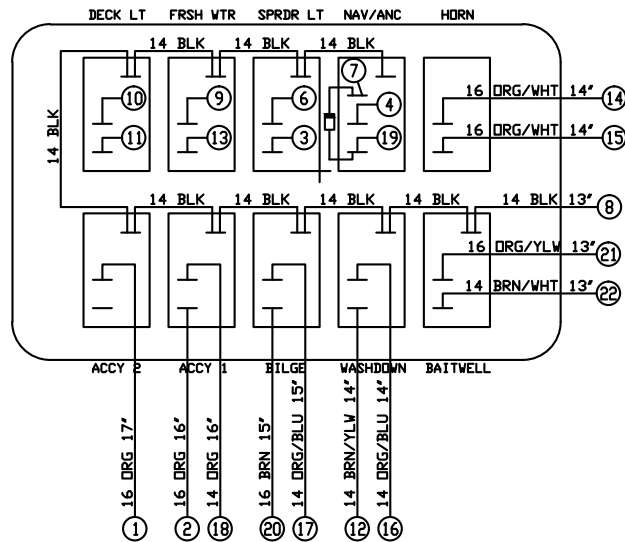 DECK LT FRSH WTR SPRDR LT NAV/ANC HORN
14 BLK 14 BLK 14 BLK
7
10 9 6 4 16 ORG/WHT 14" 14
11 13 3 19 16 ORG/WHT 14" 15
14 BLK
14 BLK 14 BLK 14 BLK 14 BLK 14 BLK 13" 8
16 ORG/YLW 13" 21
14 BRN/WHT 13" 22
ACCY 2 ACCY 1 BILGE WASHDOWN BAITWELL
16 ORG 17"
16 ORG 16"
14 ORG 16"
16 BRN 15"
14 ORG/BLU 15"
14 BRN/YLW 14"
14 ORG/BLU 14"
1 2 18 20 17 12 16